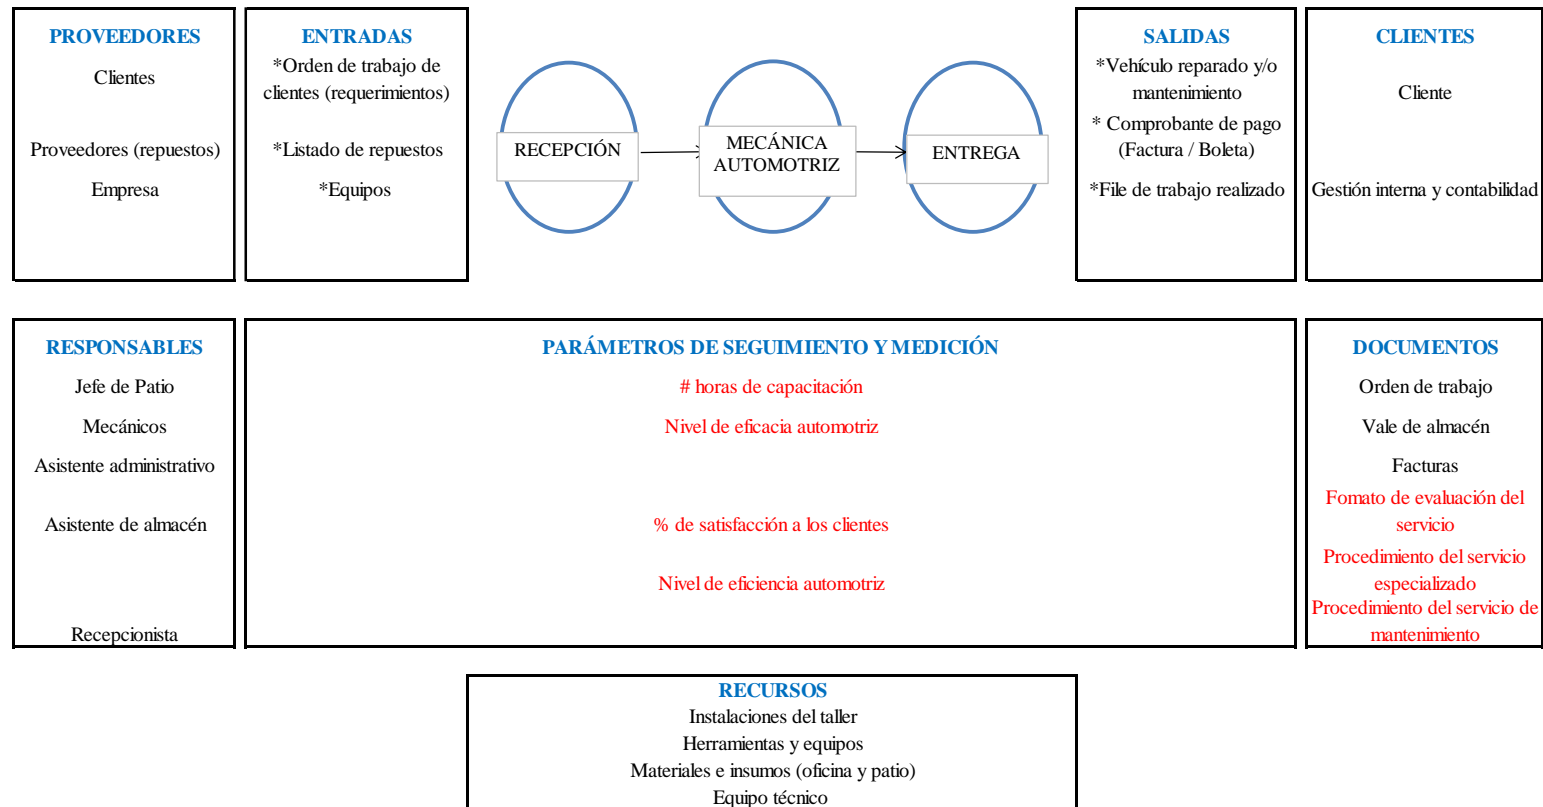 PROVEEDORES
Clientes
Proveedores (repuestos)
Empresa
ENTRADAS
*Orden de trabajo de
clientes (requerimientos)
*Listado de repuestos
*Equipos
RECEPCIÓN
MECÁNICA
AUTOMOTRIZ
ENTREGA
SALIDAS
*Vehículo reparado y/o
mantenimiento
* Comprobante de pago
(Factura / Boleta)
*File de trabajo realizado
CLIENTES
Cliente
Gestión interna y contabilidad
RESPONSABLES
Jefe de Patio
Mecánicos
Asistente administrativo
Asistente de almacén
Recepcionista
PARÁMETROS DE SEGUIMIENTO Y MEDICIÓN
# horas de capacitación
Nivel de eficacia automotriz
% de satisfacción a los clientes
Nivel de eficiencia automotriz
DOCUMENTOS
Orden de trabajo
Vale de almacén
Facturas
Fomato de evaluación del
servicio
Procedimiento del servicio
especializado
Procedimiento del servicio de
mantenimiento
RECURSOS
Instalaciones del taller
Herramientas y equipos
Materiales e insumos (oficina y patio)
Equipo técnico